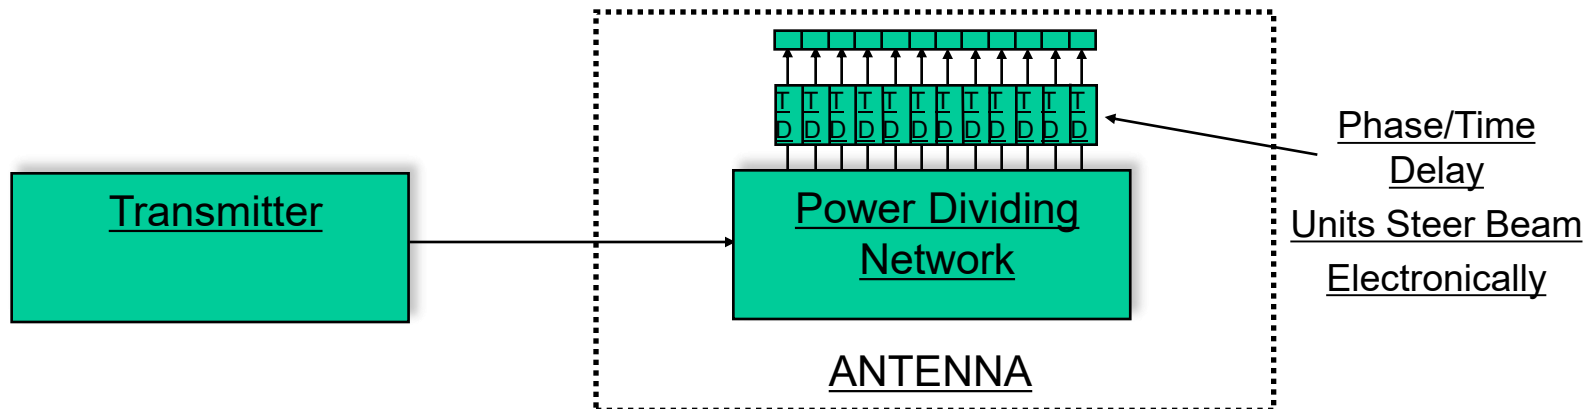 T T T T T T T T T T T T
D D D D D D D D D D D D
Transmitter
Power Dividing
Network
Phase/Time
Delay
Units Steer Beam
Electronically
ANTENNA